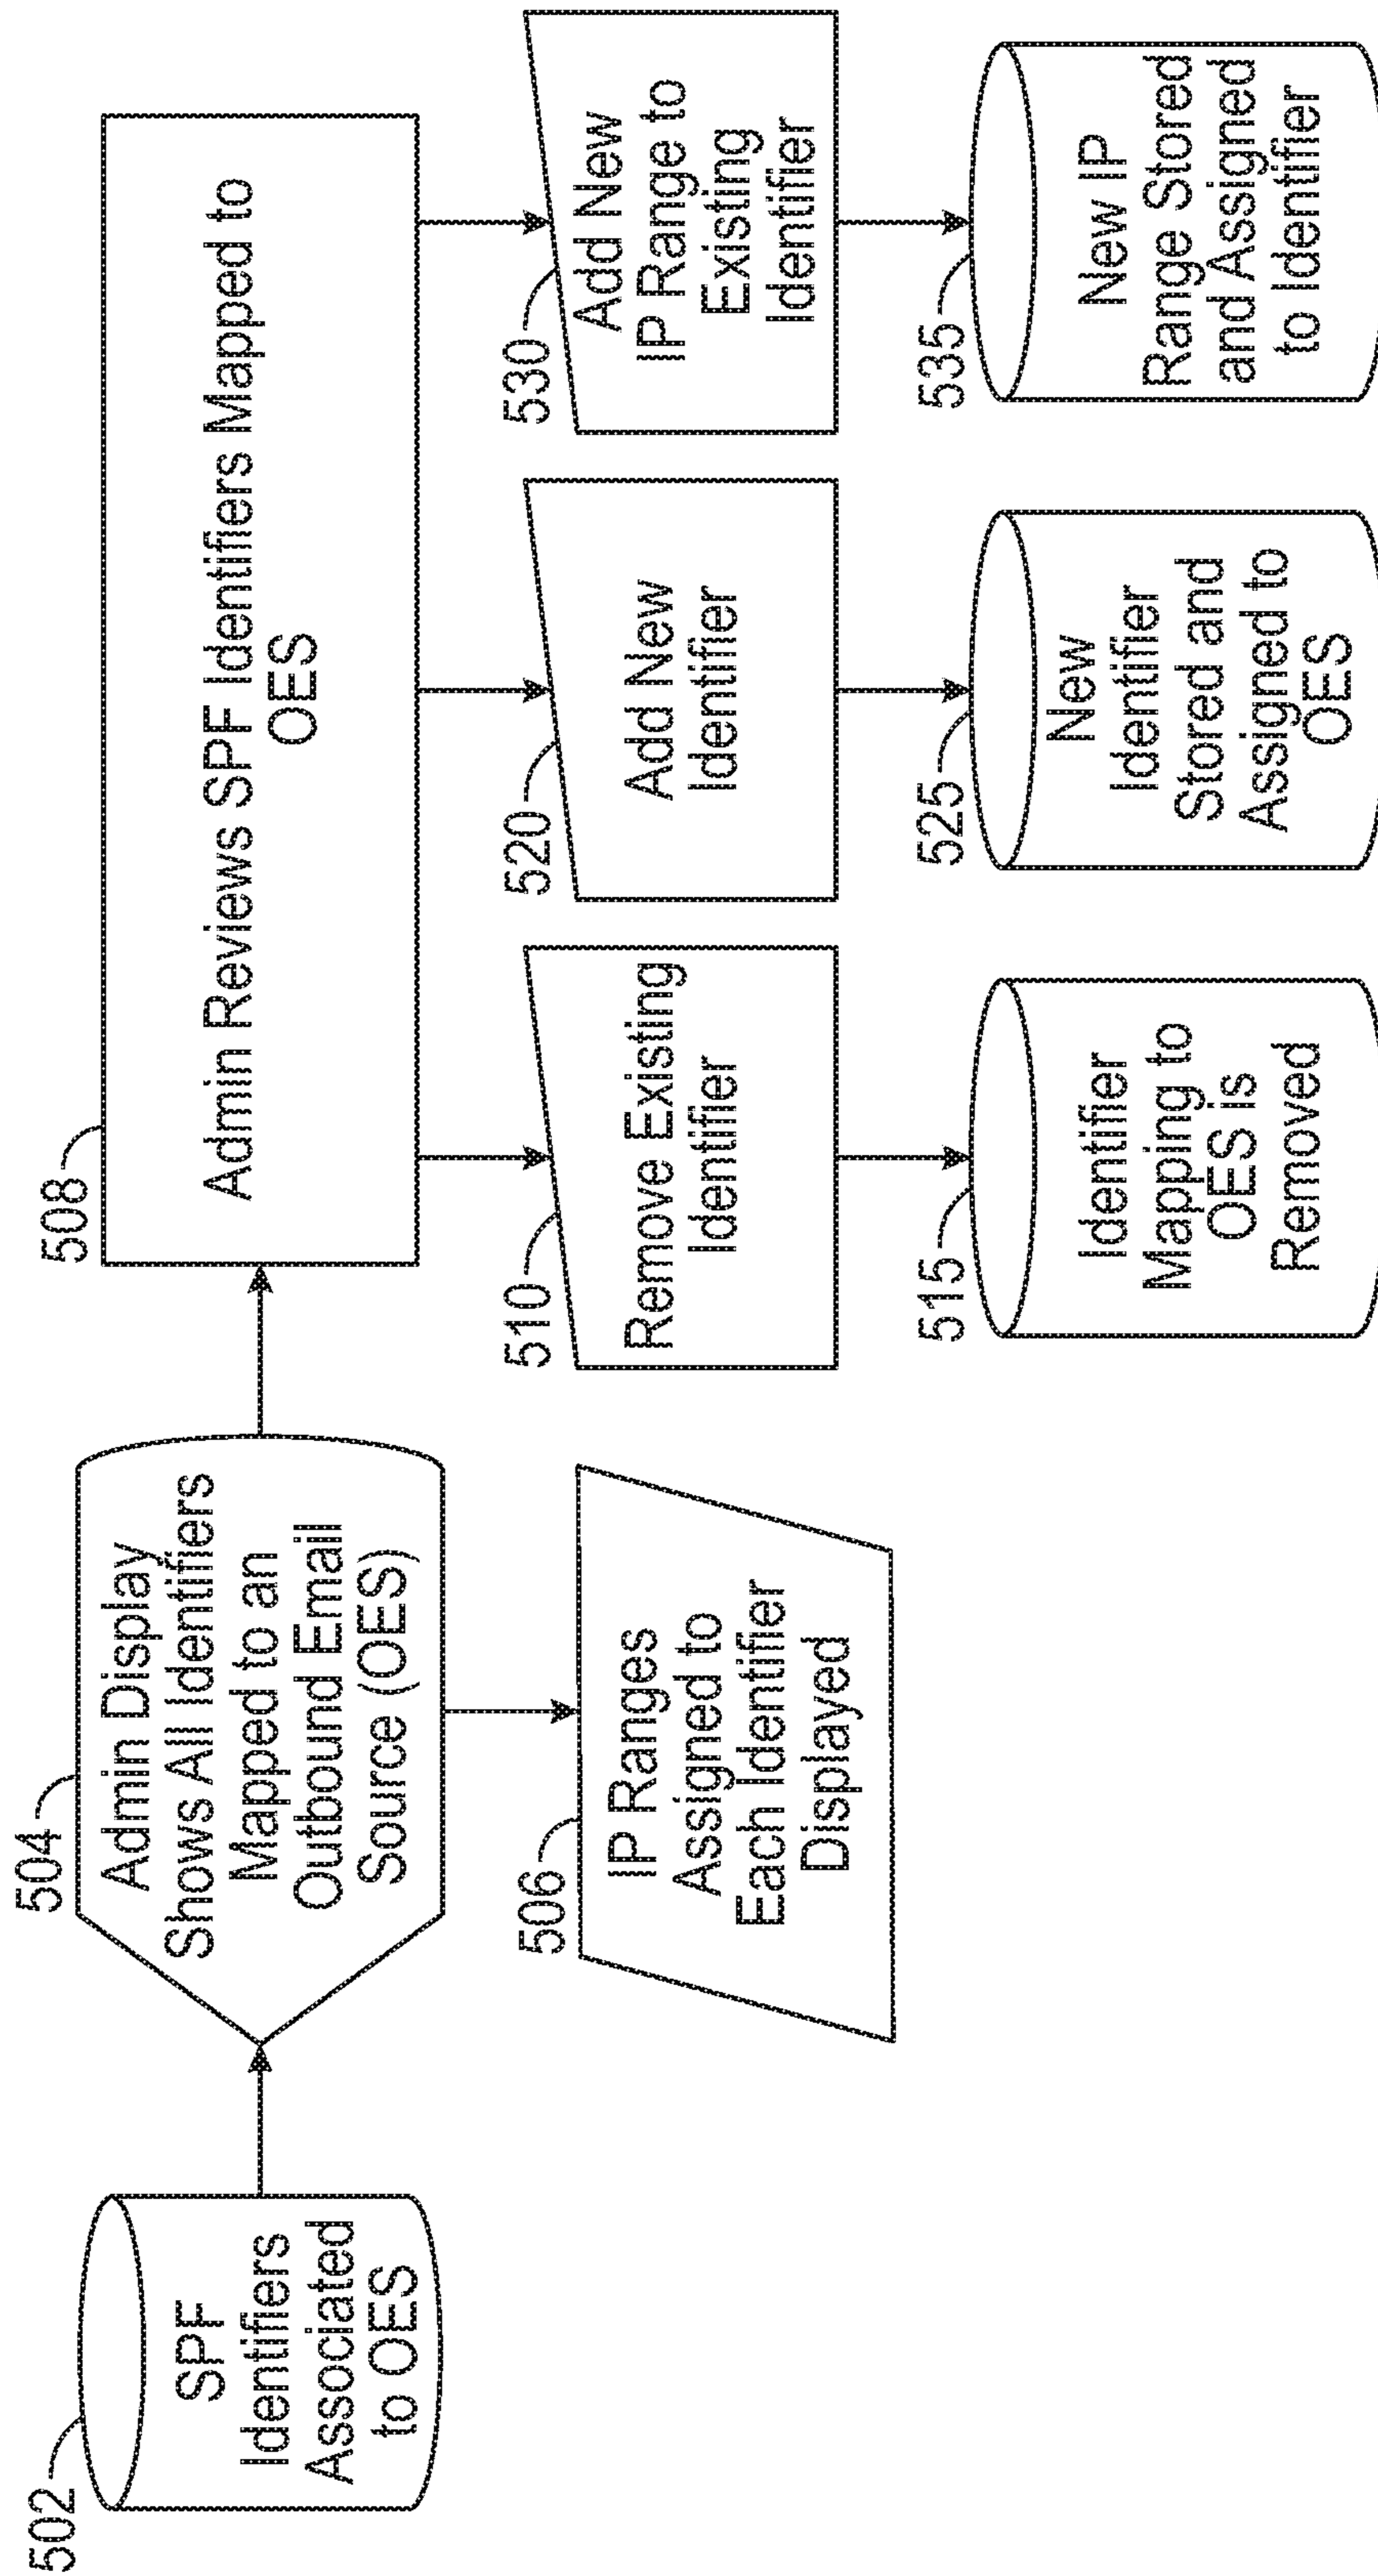 502
SPF
Identifiers
Associated
to OES
504
Admin Display
Shows All Identifiers
Mapped to an
Outbound Email
Source (OES)
506
IP Ranges
Assigned to
Each Identifier
Displayed
508
Admin Reviews SPF Identifiers Mapped to
OES
510
Remove Existing
Identifier
515
Identifier
Mapping to
OES is
Removed
520
Add New
Identifier
525
New
Identifier
Stored and
Assigned to
OES
530
Add New
IP Range to
Existing
Identifier
535
New IP
Range Stored
and Assigned
to Identifier